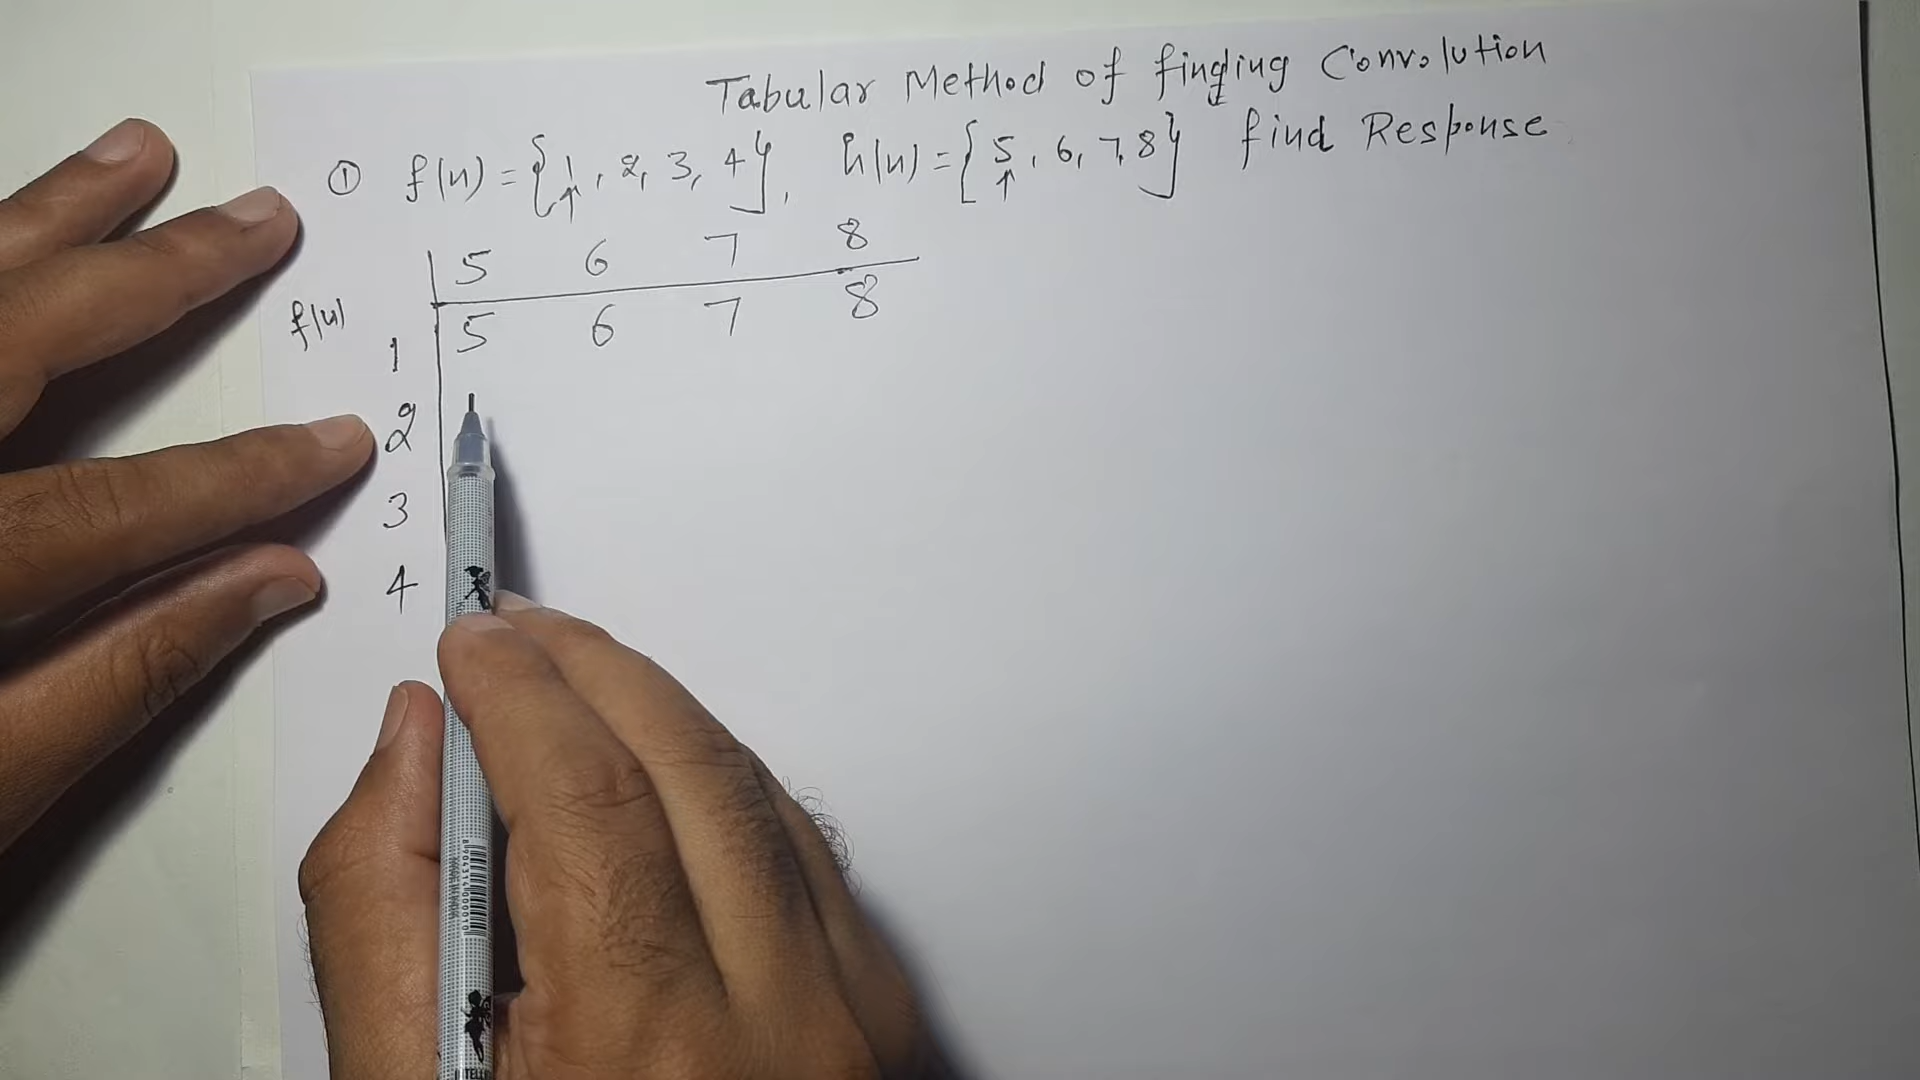 Tabular Method of finging Convolution
① f(n) = {1, 2, 3, 4}, h(n) = {5, 6, 7, 8} find Response
↑ ↑
5 6 7 8
f(n)
1 5 6 7 8
2
3
4